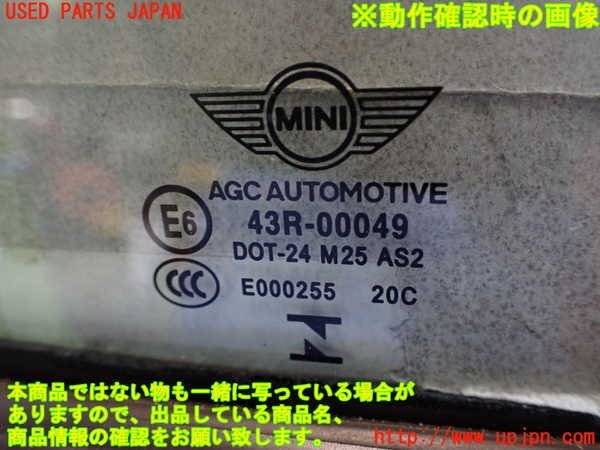 USED PARTS JAPAN
※動作確認時の画像
MINI
AGC AUTOMOTIVE
E6
43R-00049
DOT-24 M25 AS2
CCC
E000255 20C
本商品ではない物も一緒に写っている場合が
ありますので、出品している商品名、
商品情報の確認をお願い致します。
http://www.upjpn.com